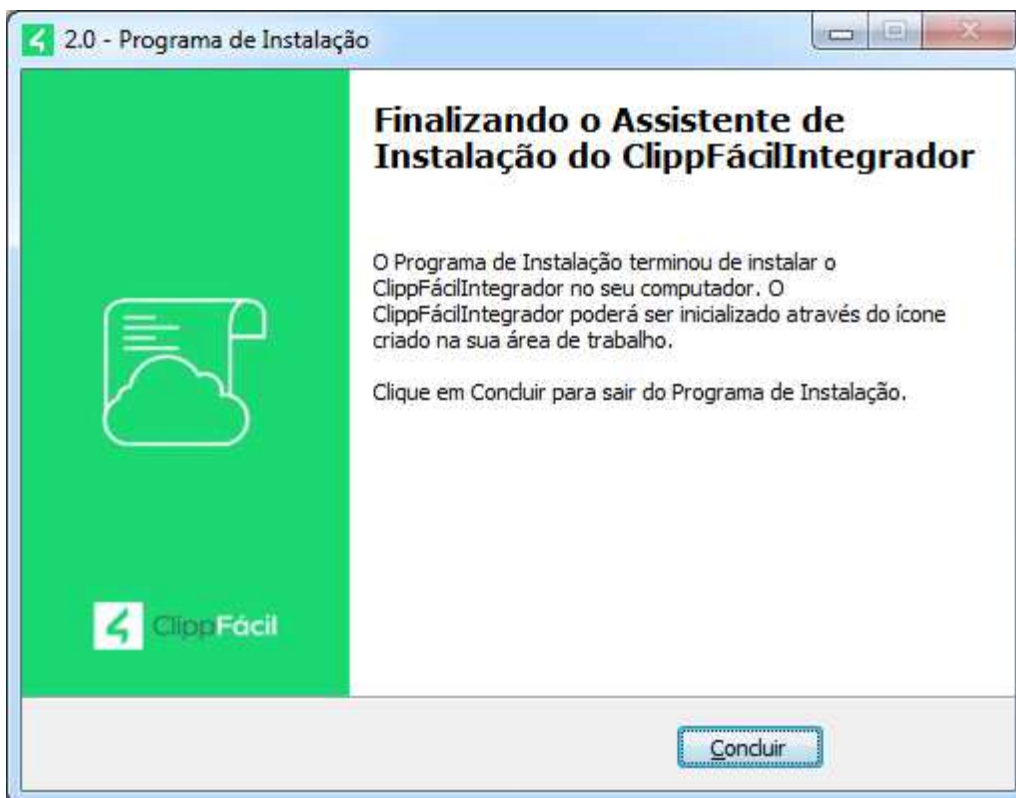 2.0 - Programa de Instalação
Finalizando o Assistente de
Instalação do ClippFácilIntegrador
O Programa de Instalação terminou de instalar o
ClippFácilIntegrador no seu computador. O
ClippFácilIntegrador poderá ser inicializado através do ícone
criado na sua área de trabalho.
Clique em Concluir para sair do Programa de Instalação.
ClippFácil
Concluir